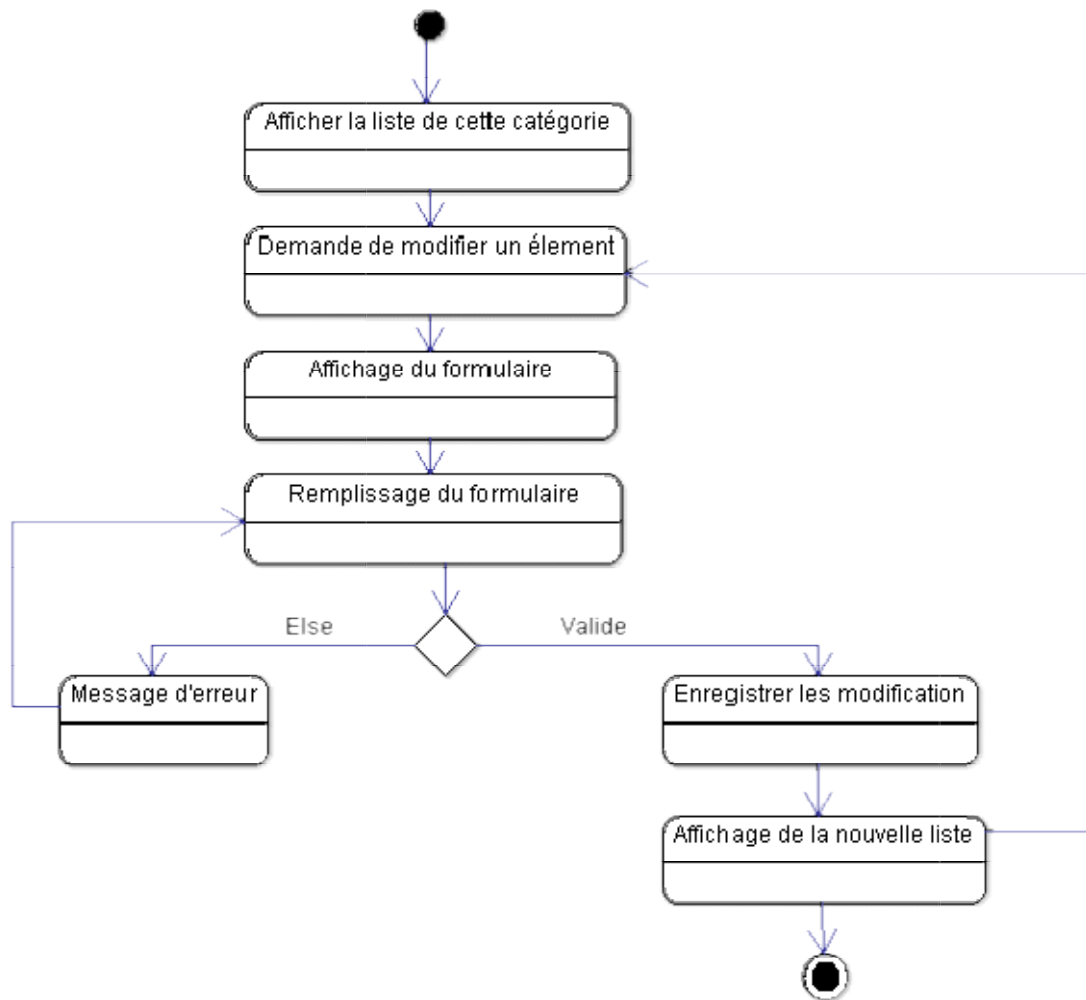 Afficher la liste de cette catégorie
Demande de modifier un élement
Affichage du formulaire
Remplissage du formulaire
Else
Valide
Message d'erreur
Enregistrer les modification
Affichage de la nouvelle liste